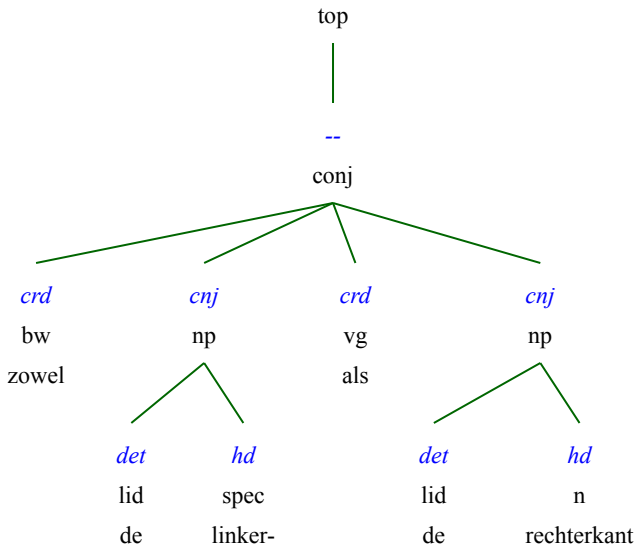 top
--
conj
crd cnj crd cnj
bw np vg np
zowel als
det hd det hd
lid spec lid n
de linker- de rechterkant